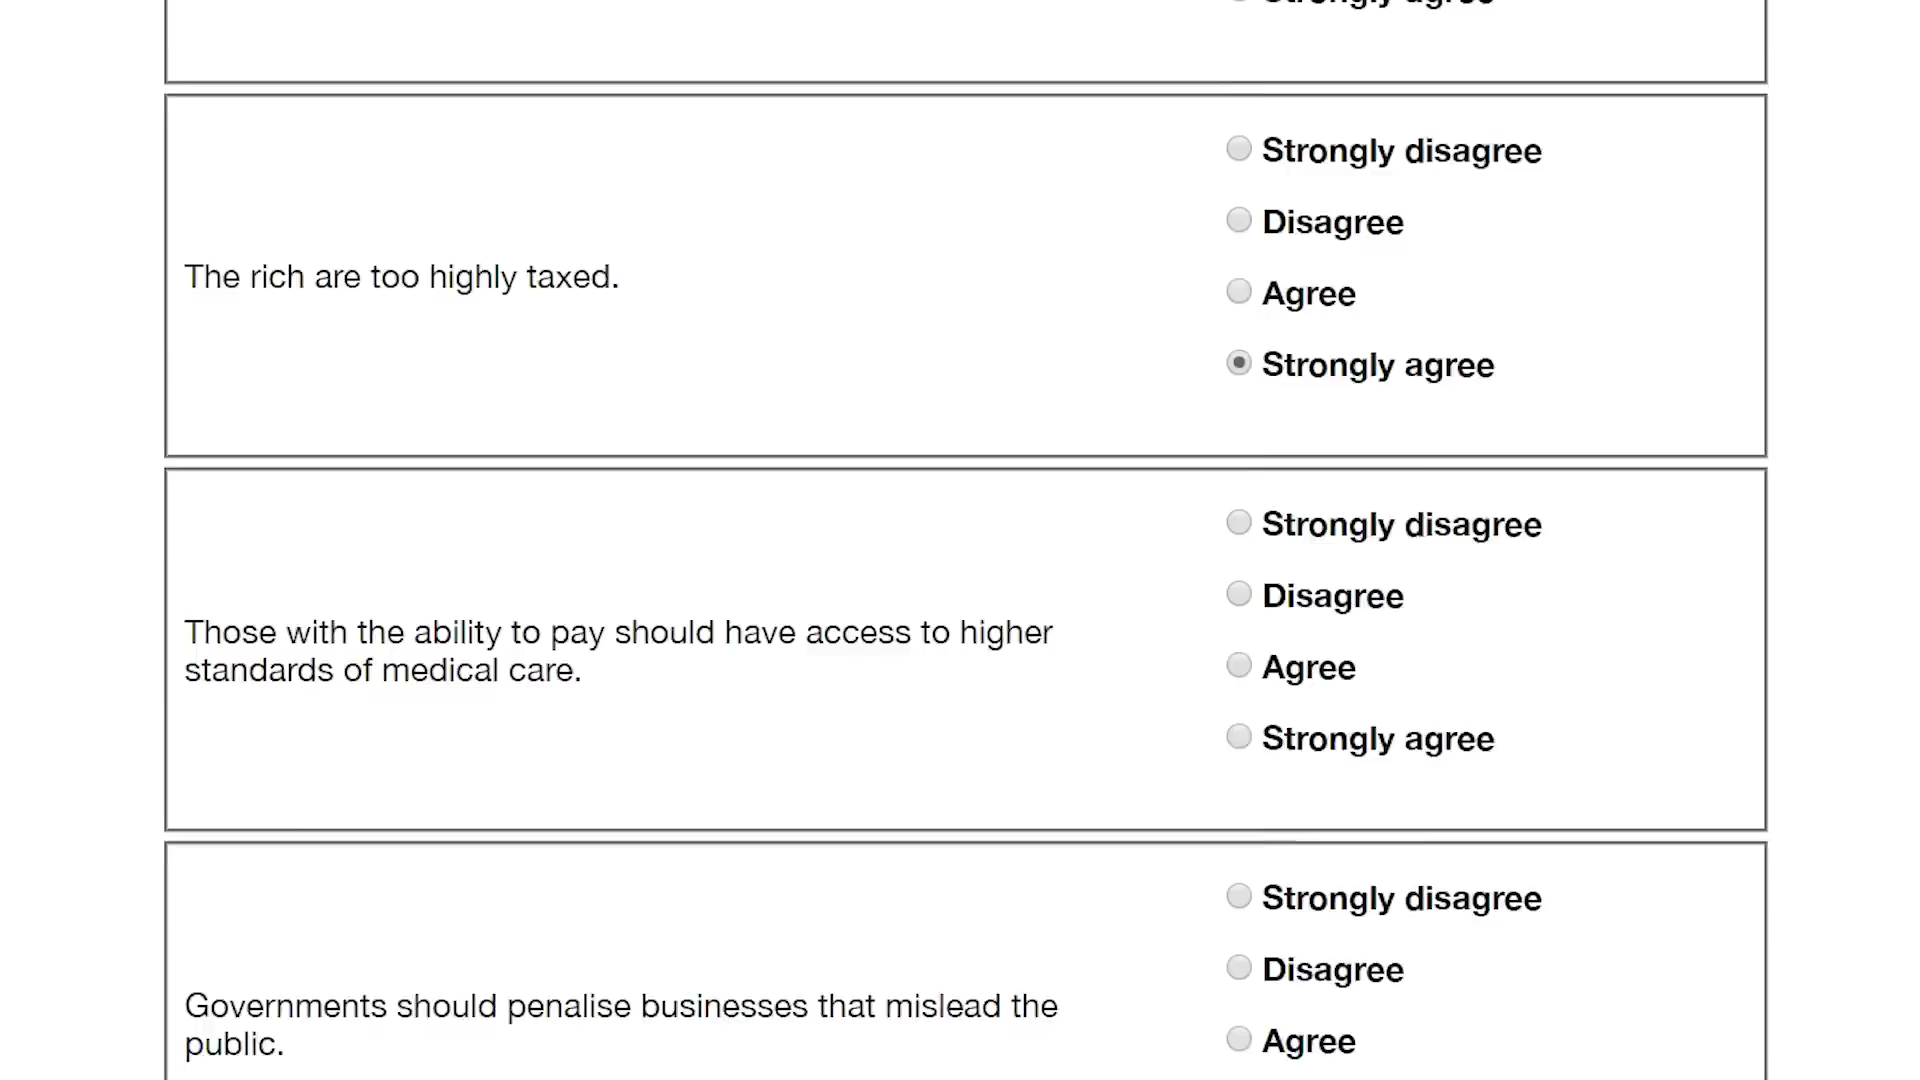 Strongly agree
Strongly disagree
Disagree
The rich are too highly taxed.
Agree
Strongly agree
Strongly disagree
Disagree
Those with the ability to pay should have access to higher
standards of medical care.
Agree
Strongly agree
Strongly disagree
Disagree
Governments should penalise businesses that mislead the
public.
Agree